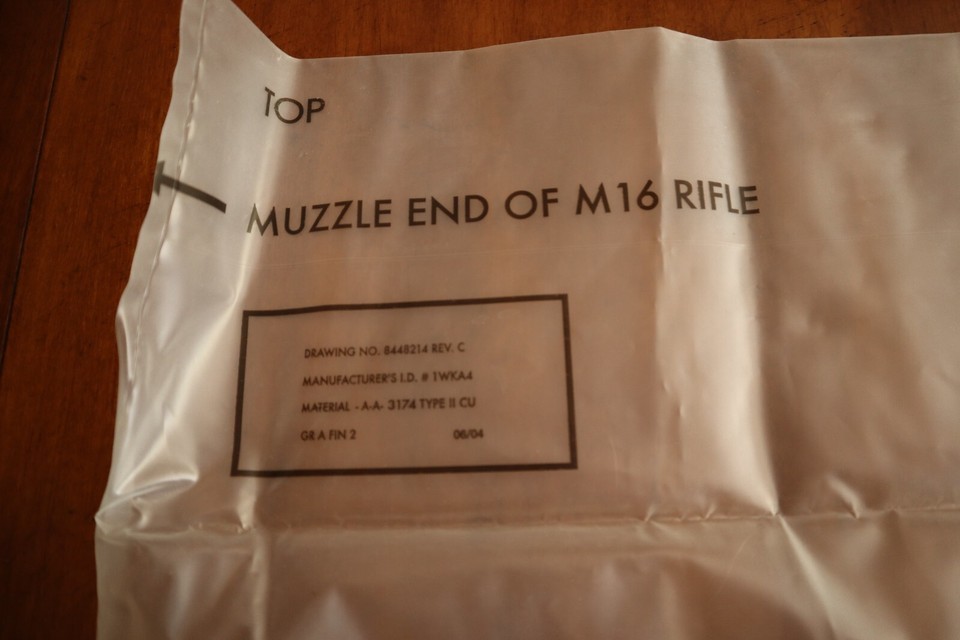 TOP
MUZZLE END OF M16 RIFLE
DRAWING NO. 8448214 REV. C
MANUFACTURER'S I.D. # 1WKA4
MATERIAL - A-A- 3174 TYPE II CU
GR A FIN 2 06/04